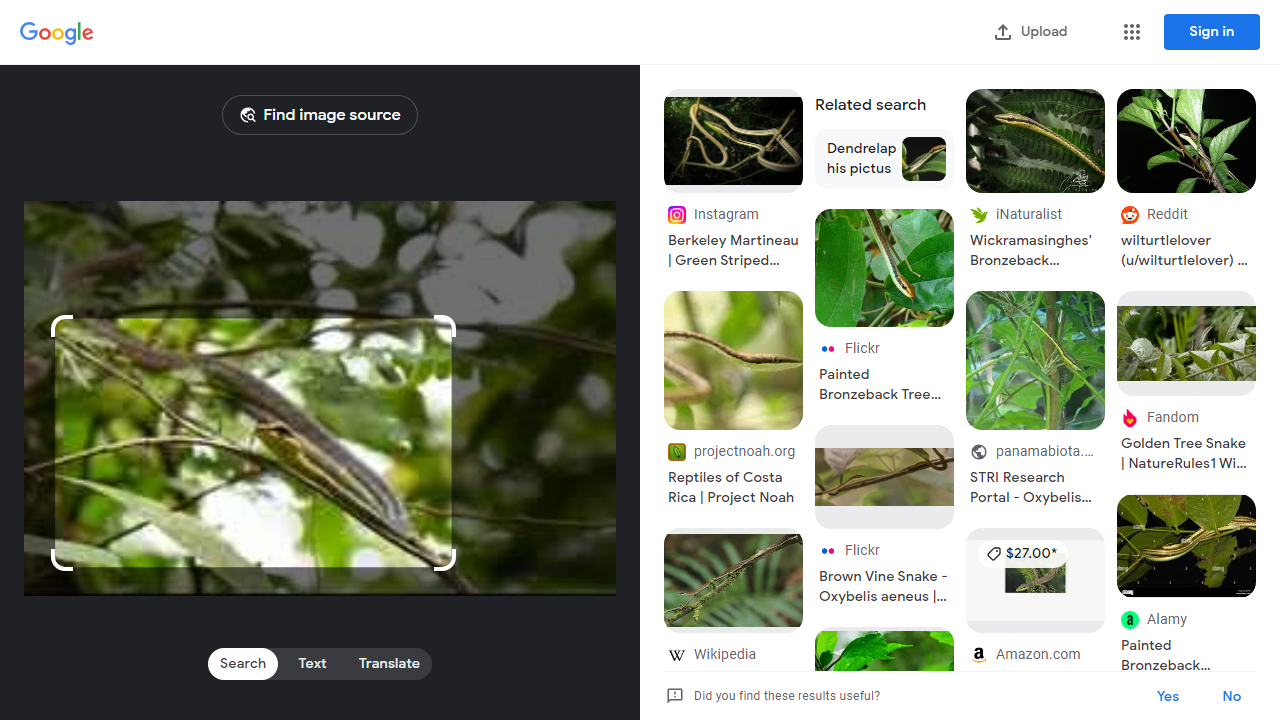 Google
Upload
Sign in
Find image source
Search
Text
Translate
Instagram
Berkeley Martineau
| Green Striped...
projectnoah.org
Reptiles of Costa
Rica | Project Noah
Wikipedia
Related search
Dendrelap
his pictus
Flickr
Painted
Bronzeback Tree...
Flickr
Brown Vine Snake -
Oxybelis aeneus |...
iNaturalist
Wickramasinghes'
Bronzeback...
panamabiota....
STRI Research
Portal - Oxybelis...
$27.00*
Amazon.com
Reddit
wilturtlelover
(u/wilturtlelover) ...
Fandom
Golden Tree Snake
| NatureRules1 Wi...
Alamy
Painted
Bronzeback...
Did you find these results useful?
Yes
No